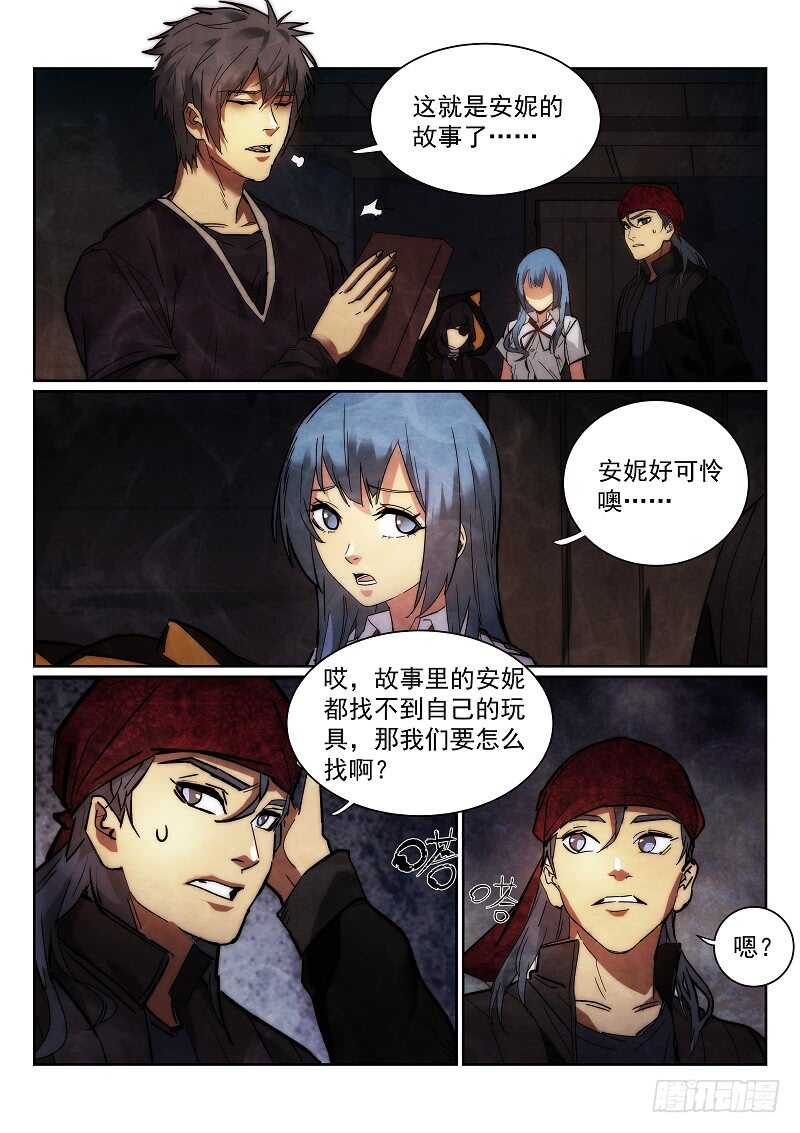 这就是安妮的
故事了……
安妮好可怜
噢……
哎，故事里的安妮
都找不到自己的玩
具，那我们要怎么
找啊？
嗒
嗒
嗯？
腾讯动漫